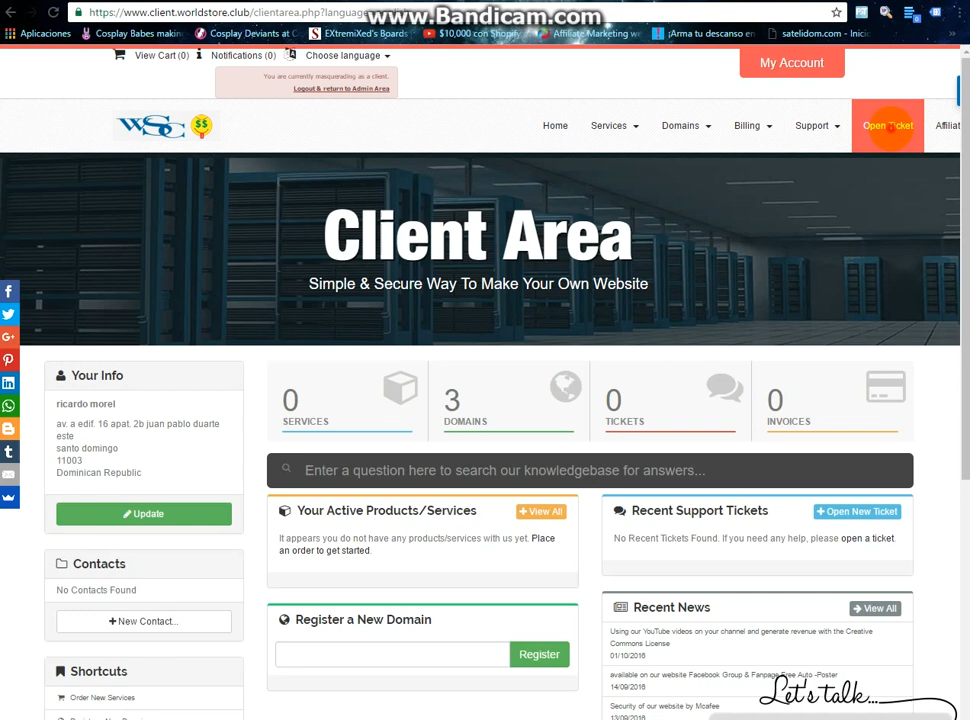 www.Bandicam.com
https://www.client.worldstore.club/clientarea.php?language
Aplicaciones
Cosplay Babes makin
Cosplay Deviants at C
EXtremiXed's Boards
$10,000 con Shopify
Affiliate Marketing we
¡Arma tu descanso en
satelidom.com - Inici
View Cart (0)
Notifications (0)
Choose language
My Account
You are currently masquerading as a client.
Logout & return to Admin Area
WSC
$$
Home
Services
Domains
Billing
Support
Open Ticket
Affiliat
Client Area
Simple & Secure Way To Make Your Own Website
Your Info
ricardo morel
av. a edif. 16 apat. 2b juan pablo duarte
este
santo domingo
11003
Dominican Republic
Update
0
SERVICES
3
DOMAINS
0
TICKETS
0
INVOICES
Enter a question here to search our knowledgebase for answers...
Your Active Products/Services
View All
It appears you do not have any products/services with us yet. Place
an order to get started.
Recent Support Tickets
Open New Ticket
No Recent Tickets Found. If you need any help, please open a ticket.
Contacts
No Contacts Found
New Contact...
Register a New Domain
Register
Recent News
View All
Using our YouTube videos on your channel and generate revenue with the Creative
Commons License
01/10/2016
available on our website Facebook Group & Fanpage Free Auto -Poster
14/09/2016
Security of our website by Mcafee
13/09/2016
Shortcuts
Order New Services
Let's talk...